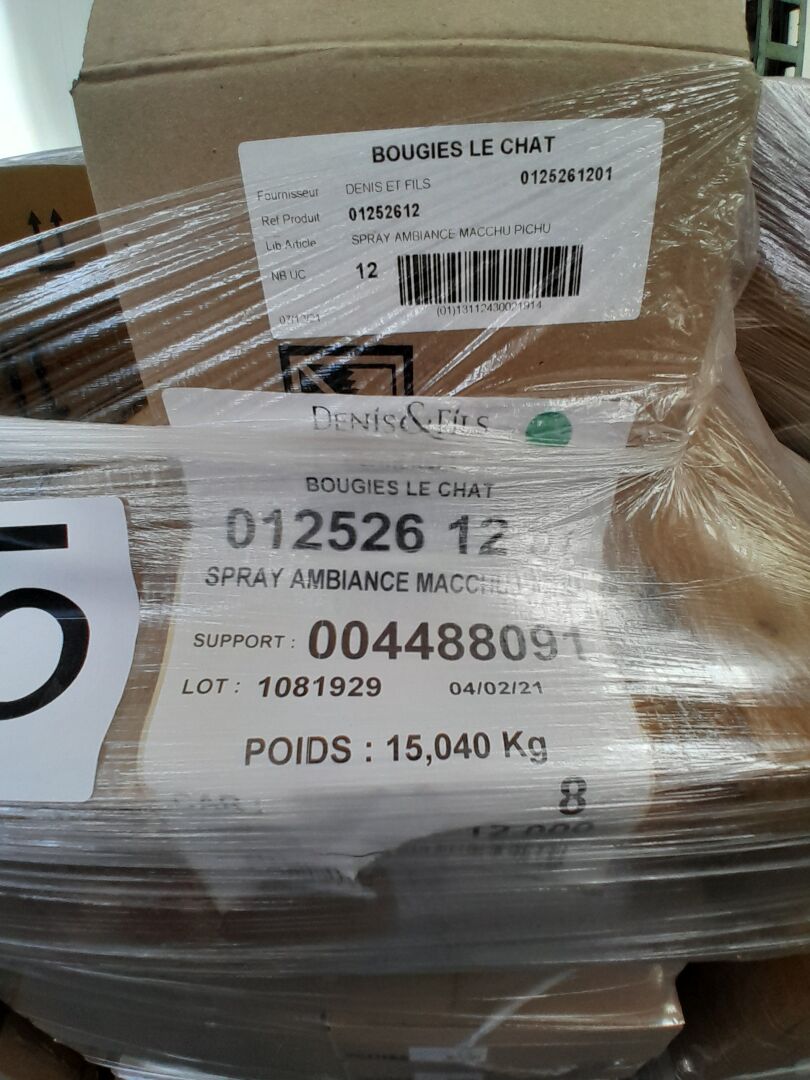 BOUGIES LE CHAT
Fournisseur DENIS ET FILS 0125261201
Ref Produit 01252612
Lib Article SPRAY AMBIANCE MACCHU PICHU
NB UC 12
(01)13112430021914
DENIS&FILS
BOUGIES LE CHAT
012526 12
SPRAY AMBIANCE
SUPPORT : 004488091
LOT : 1081929 04/02/21
POIDS : 15,040 Kg
8